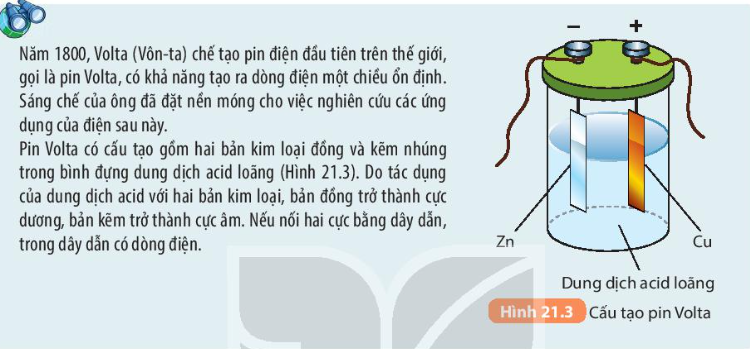 Năm 1800, Volta (Vôn-ta) chế tạo pin điện đầu tiên trên thế giới,
gọi là pin Volta, có khả năng tạo ra dòng điện một chiều ổn định.
Sáng chế của ông đã đặt nền móng cho việc nghiên cứu các ứng
dụng của điện sau này.
Pin Volta có cấu tạo gồm hai bản kim loại đồng và kẽm nhúng
trong bình đựng dung dịch acid loãng (Hình 21.3). Do tác dụng
của dung dịch acid với hai bản kim loại, bản đồng trở thành cực
dương, bản kẽm trở thành cực âm. Nếu nối hai cực bằng dây dẫn,
trong dây dẫn có dòng điện.
– +
Zn Cu
Dung dịch acid loãng
Hình 21.3 Cấu tạo pin Volta